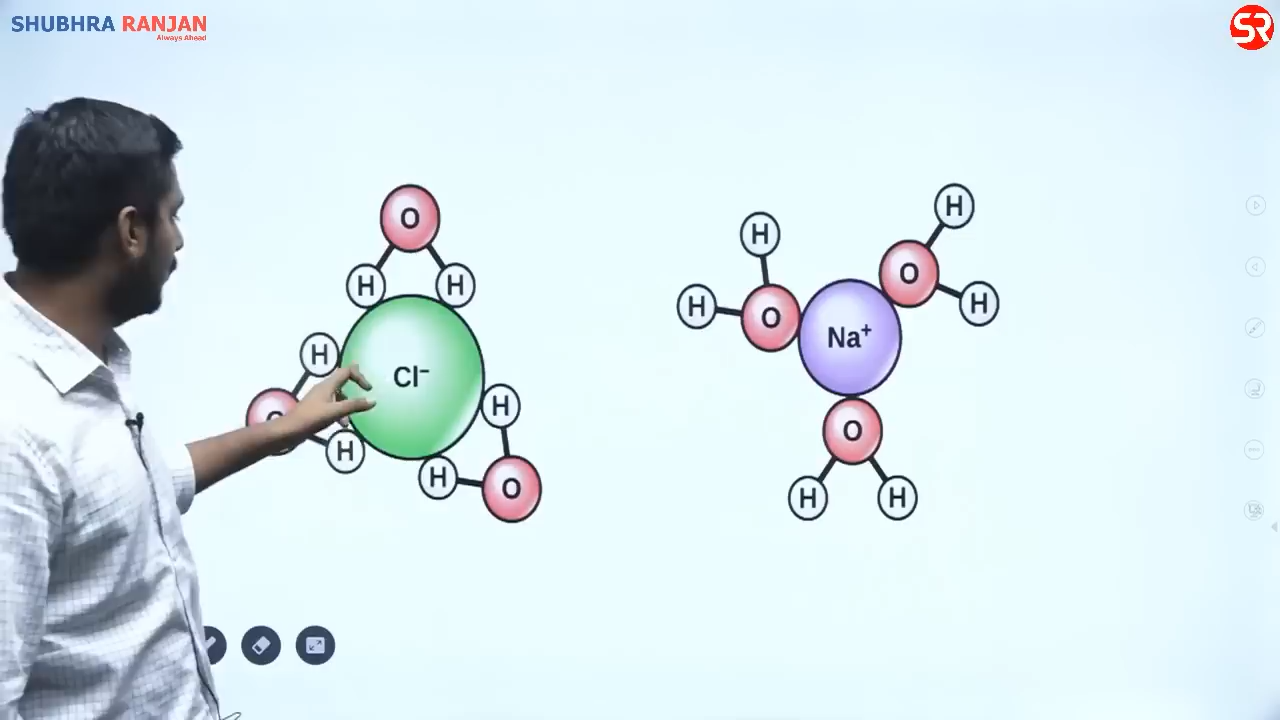 SHUBHRA RANJAN
Always Ahead
SR
O
H H
Cl⁻
H
H
H
H O
H
H O
Na⁺
H
O H
O
H H